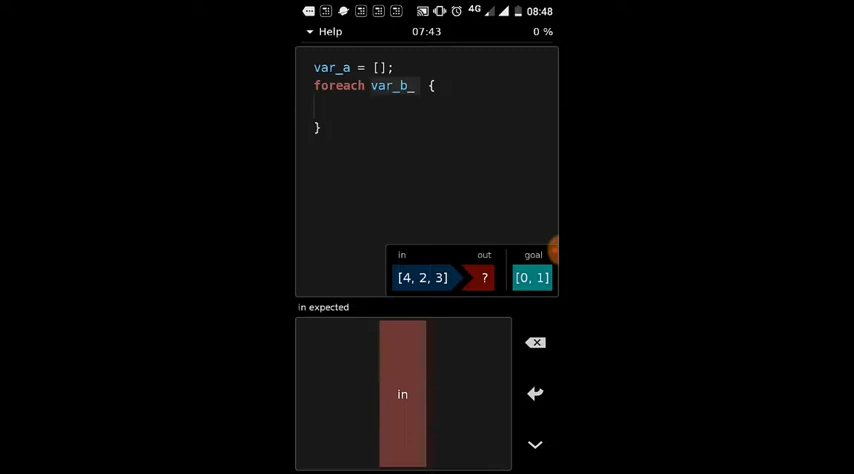 4G 08:48
Help 07:43 0 %
var_a = [];
foreach var_b_ {
}
in out goal
[4, 2, 3] ? [0, 1]
in expected
in